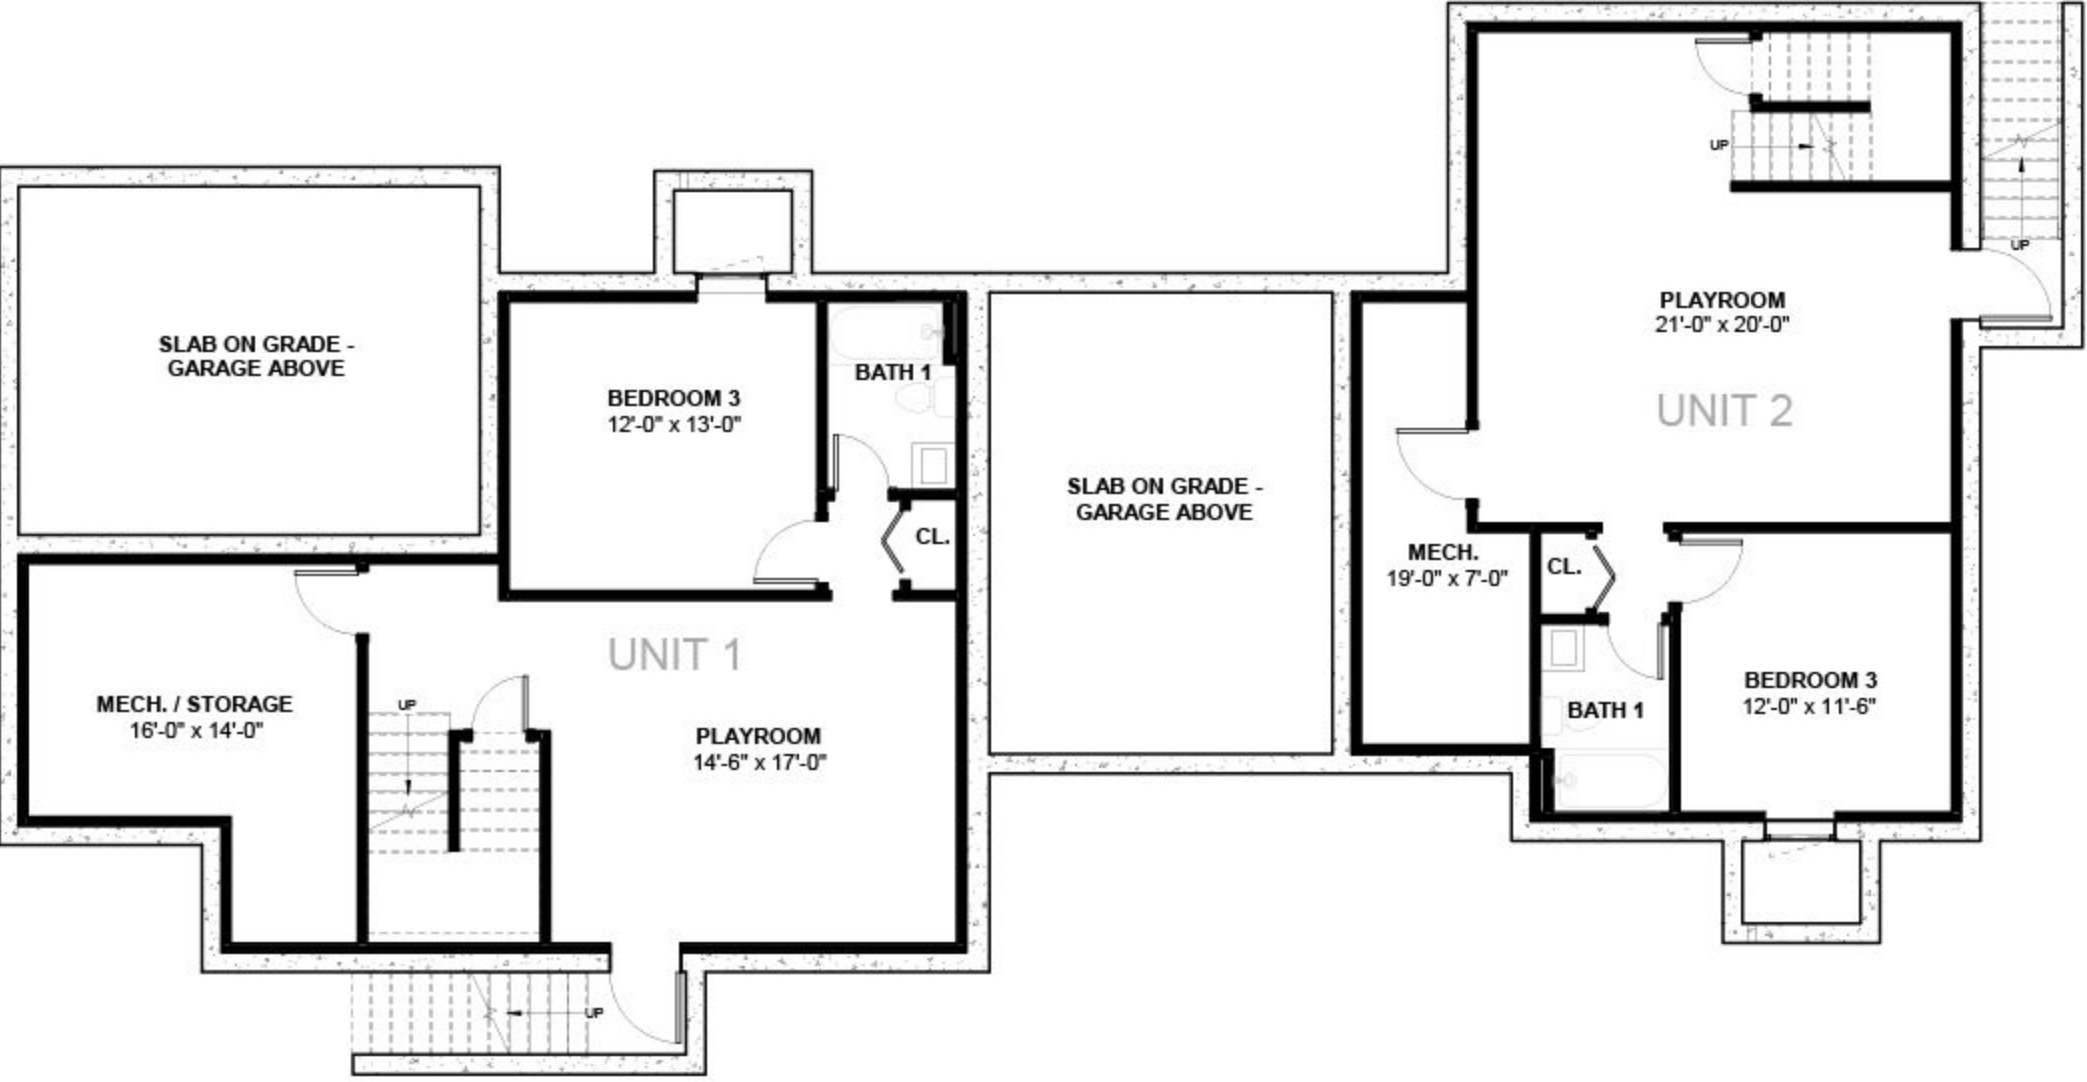 SLAB ON GRADE -
GARAGE ABOVE
BEDROOM 3
12'-0" x 13'-0"
BATH 1
CL.
UNIT 1
MECH. / STORAGE
16'-0" x 14'-0"
UP
PLAYROOM
14'-6" x 17'-0"
UP
SLAB ON GRADE -
GARAGE ABOVE
UP
UP
PLAYROOM
21'-0" x 20'-0"
UNIT 2
MECH.
19'-0" x 7'-0"
CL.
BATH 1
BEDROOM 3
12'-0" x 11'-6"